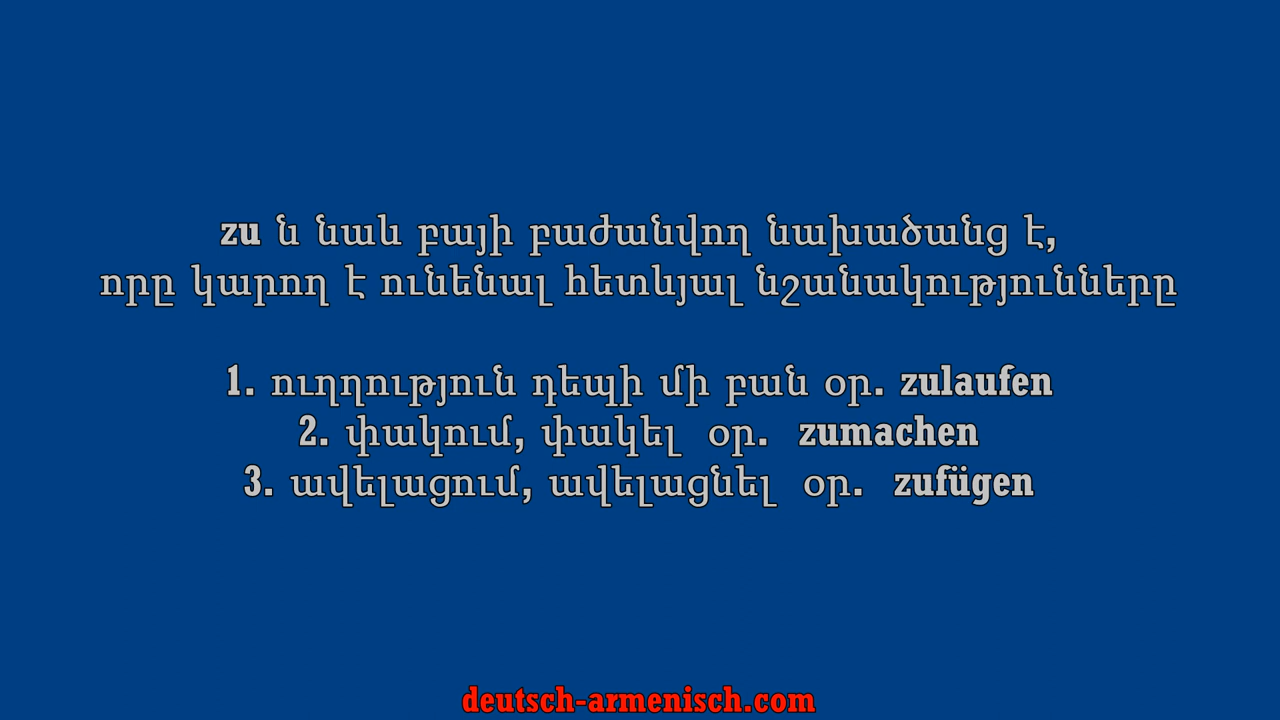 zu ն նաև բայի բաժանվող նախածանց է,
որը կարող է ունենալ հետևյալ նշանակությունները
1. ուղղություն դեպի մի բան օր. zulaufen
2. փակում, փակել օր. zumachen
3. ավելացում, ավելացնել օր. zufügen
deutsch-armenisch.com